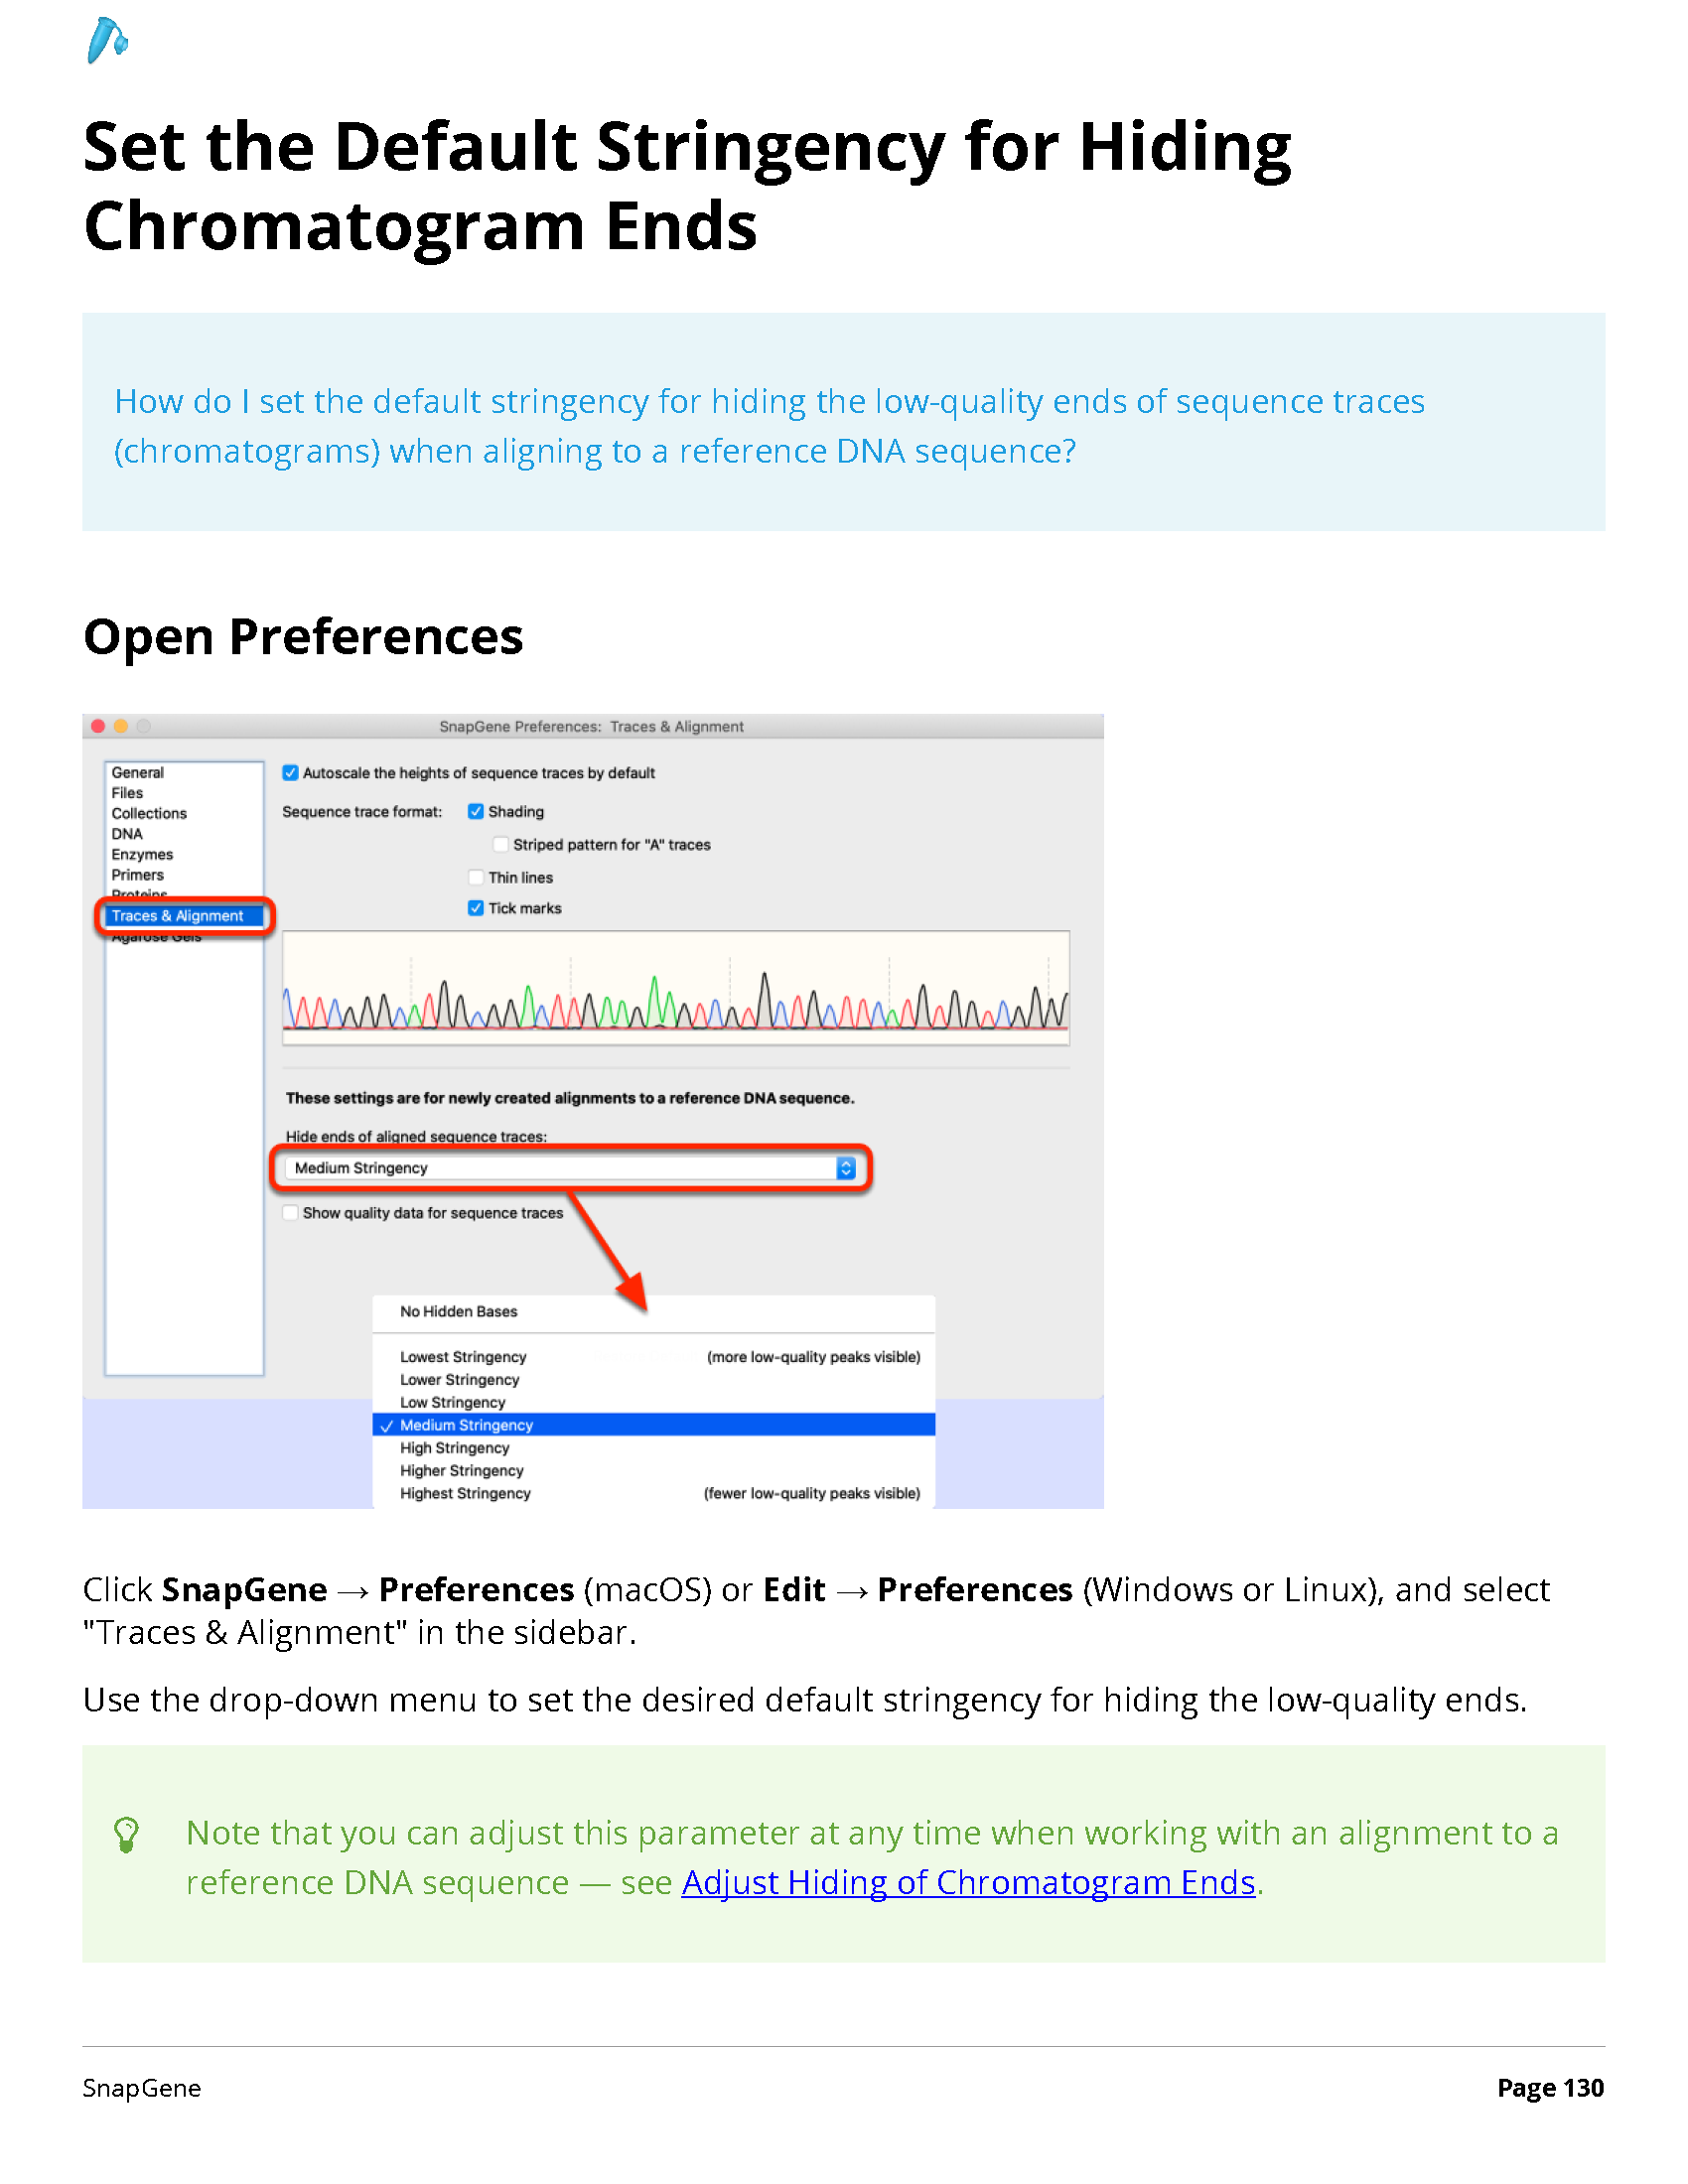 Set the Default Stringency for Hiding
Chromatogram Ends
How do I set the default stringency for hiding the low-quality ends of sequence traces
(chromatograms) when aligning to a reference DNA sequence?
Open Preferences
SnapGene Preferences: Traces & Alignment
General
Files
Collections
DNA
Enzymes
Primers
Proteins
Traces & Alignment
Agarose Gels
Autoscale the heights of sequence traces by default
Sequence trace format:
Shading
Striped pattern for "A" traces
Thin lines
Tick marks
These settings are for newly created alignments to a reference DNA sequence.
Hide ends of aligned sequence traces:
Medium Stringency
Show quality data for sequence traces
No Hidden Bases
Lowest Stringency (more low-quality peaks visible)
Lower Stringency
Low Stringency
✓ Medium Stringency
High Stringency
Higher Stringency
Highest Stringency (fewer low-quality peaks visible)
Click SnapGene → Preferences (macOS) or Edit → Preferences (Windows or Linux), and select
"Traces & Alignment" in the sidebar.
Use the drop-down menu to set the desired default stringency for hiding the low-quality ends.
Note that you can adjust this parameter at any time when working with an alignment to a
reference DNA sequence — see Adjust Hiding of Chromatogram Ends.
SnapGene Page 130